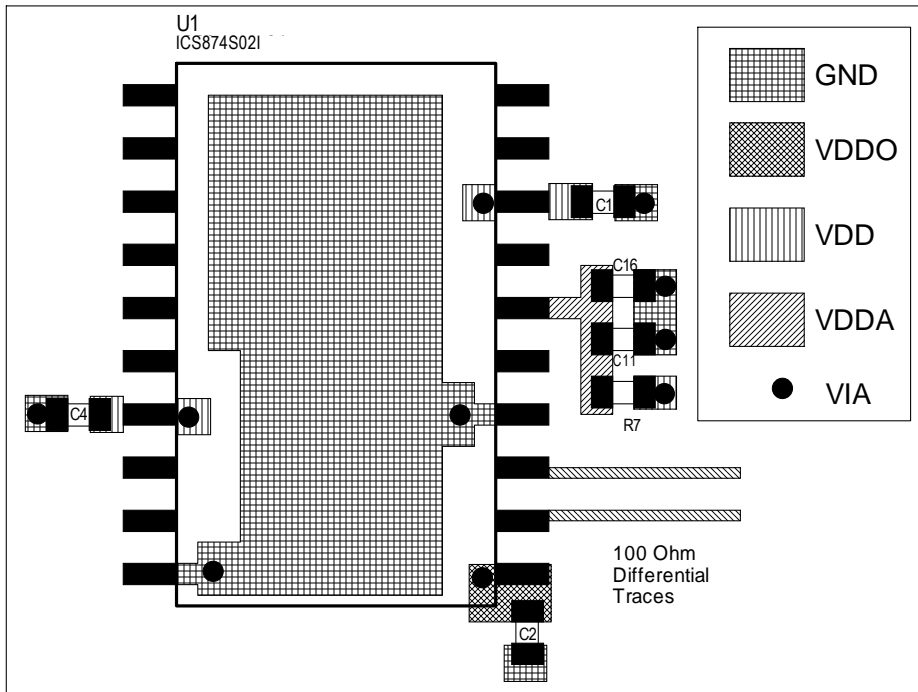 U1
ICS874S02I
GND
VDDO
VDD
VDDA
VIA
C1
C16
C11
R7
C4
100 Ohm
Differential
Traces
C2